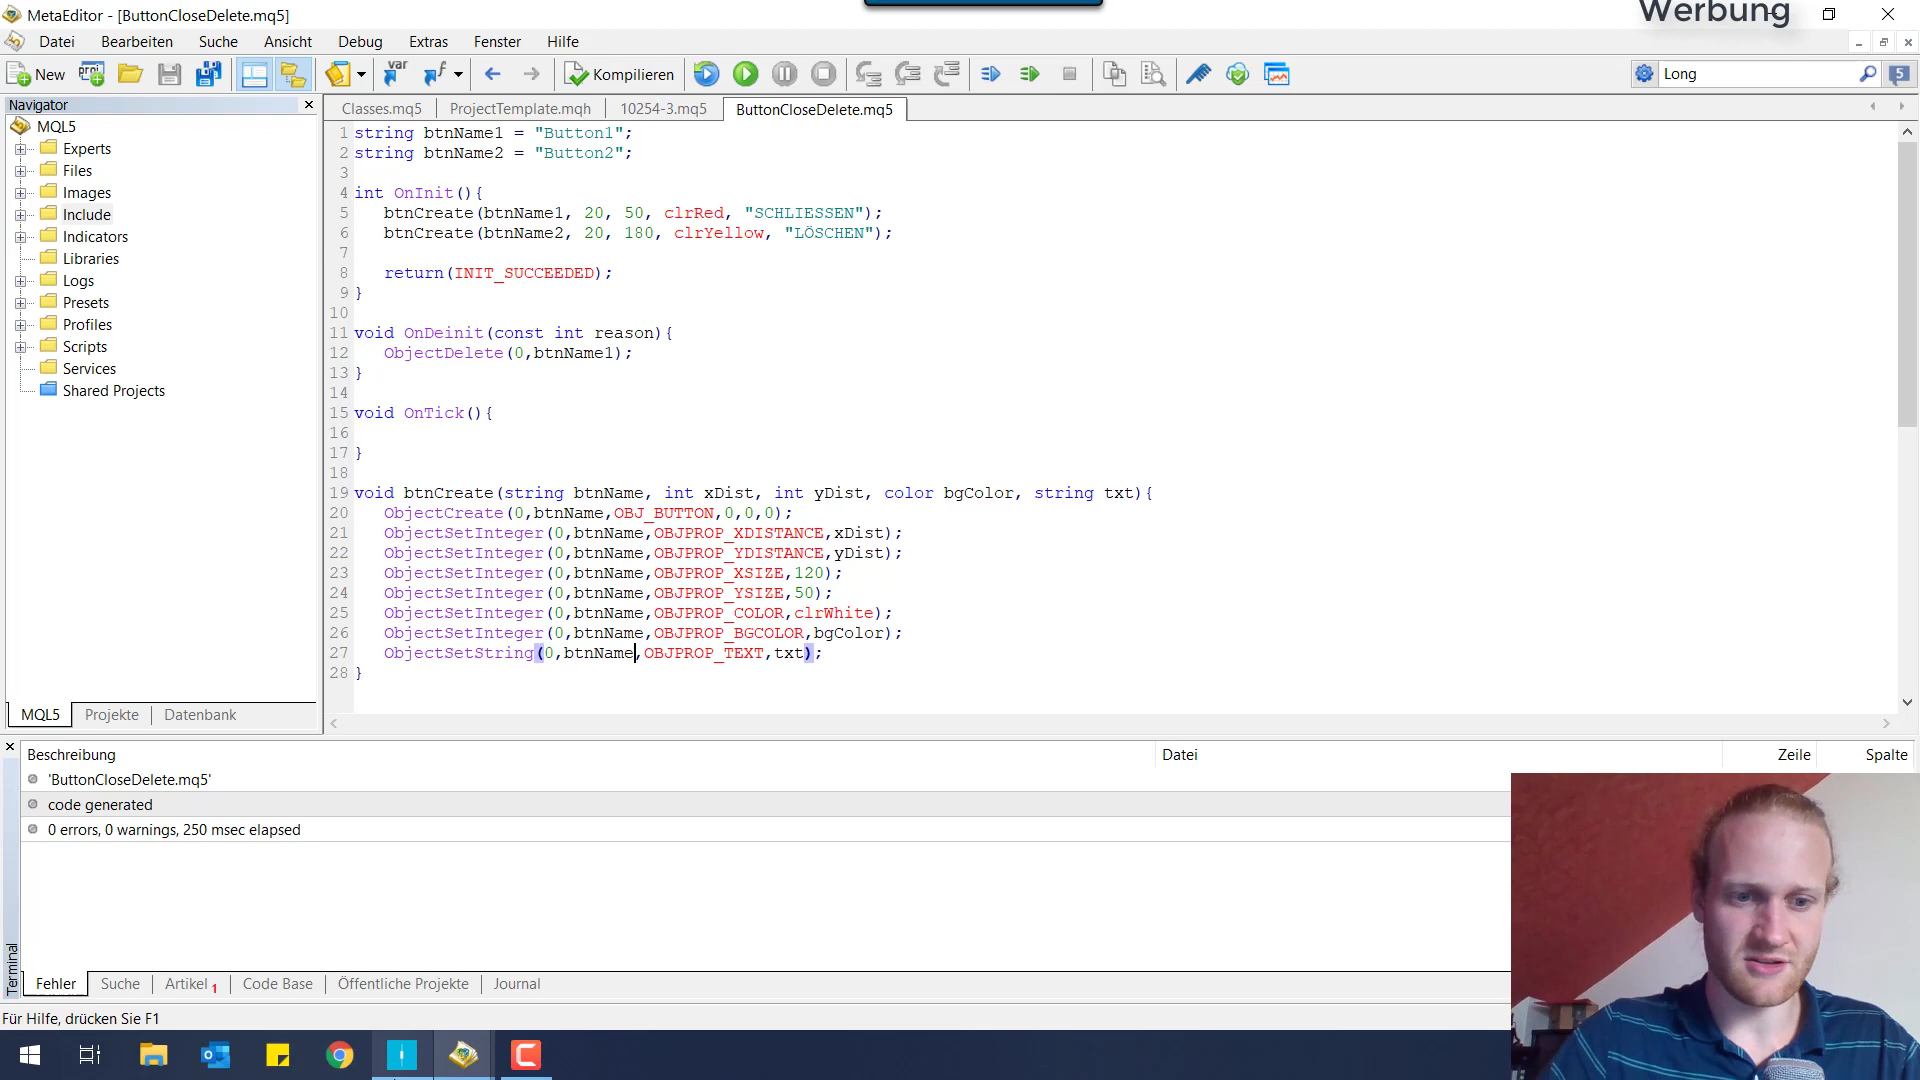 MetaEditor - [ButtonCloseDelete.mq5]
Werbung
Datei Bearbeiten Suche Ansicht Debug Extras Fenster Hilfe
New Kompilieren Long 5
Navigator
Classes.mq5 ProjectTemplate.mqh 10254-3.mq5 ButtonCloseDelete.mq5
MQL5
Experts
Files
Images
Include
Indicators
Libraries
Logs
Presets
Profiles
Scripts
Services
Shared Projects
MQL5 Projekte Datenbank
1 string btnName1 = "Button1";
2 string btnName2 = "Button2";
3
4 int OnInit(){
5 btnCreate(btnName1, 20, 50, clrRed, "SCHLIESSEN");
6 btnCreate(btnName2, 20, 180, clrYellow, "LÖSCHEN");
7
8 return(INIT_SUCCEEDED);
9 }
10
11 void OnDeinit(const int reason){
12 ObjectDelete(0,btnName1);
13 }
14
15 void OnTick(){
16
17 }
18
19 void btnCreate(string btnName, int xDist, int yDist, color bgColor, string txt){
20 ObjectCreate(0,btnName,OBJ_BUTTON,0,0,0);
21 ObjectSetInteger(0,btnName,OBJPROP_XDISTANCE,xDist);
22 ObjectSetInteger(0,btnName,OBJPROP_YDISTANCE,yDist);
23 ObjectSetInteger(0,btnName,OBJPROP_XSIZE,120);
24 ObjectSetInteger(0,btnName,OBJPROP_YSIZE,50);
25 ObjectSetInteger(0,btnName,OBJPROP_COLOR,clrWhite);
26 ObjectSetInteger(0,btnName,OBJPROP_BGCOLOR,bgColor);
27 ObjectSetString(0,btnName,OBJPROP_TEXT,txt);
28 }
Beschreibung Datei Zeile Spalte
'ButtonCloseDelete.mq5'
code generated
0 errors, 0 warnings, 250 msec elapsed
Terminal
Fehler Suche Artikel 1 Code Base Öffentliche Projekte Journal
Für Hilfe, drücken Sie F1